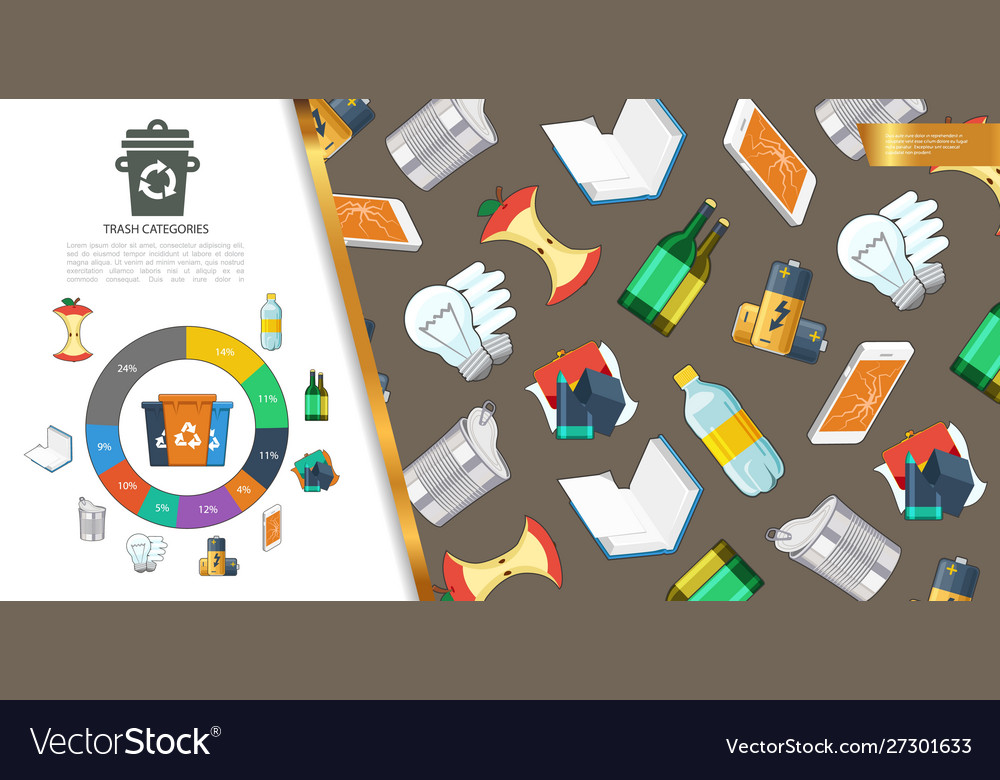 TRASH CATEGORIES
Lorem ipsum dolor sit amet, consectetur adipiscing elit,
sed do eiusmod tempor incididunt ut labore et dolore
magna aliqua. Ut enim ad minim veniam, quis nostrud
exercitation ullamco laboris nisi ut aliquip ex ea
commodo consequat. Duis aute irure dolor in
14%
24%
11%
9%
11%
10%
4%
5%
12%
VectorStock®
VectorStock.com/27301633